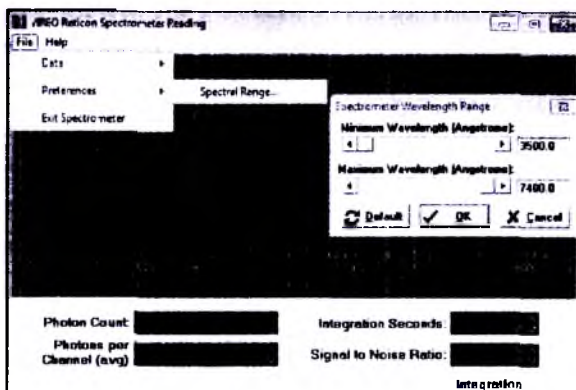 VIREO Reticon Spectrometer Reading
File Help
Data
Preferences
Exit Spectrometer
Spectral Range...
Spectrometer Wavelength Range
Minimum Wavelength (Angstroms):
3500.0
Maximum Wavelength (Angstroms):
7400.0
Default OK Cancel
Photon Count:
Photons per
Channel (avg)
Integration Seconds:
Signal to Noise Ratio:
Integration